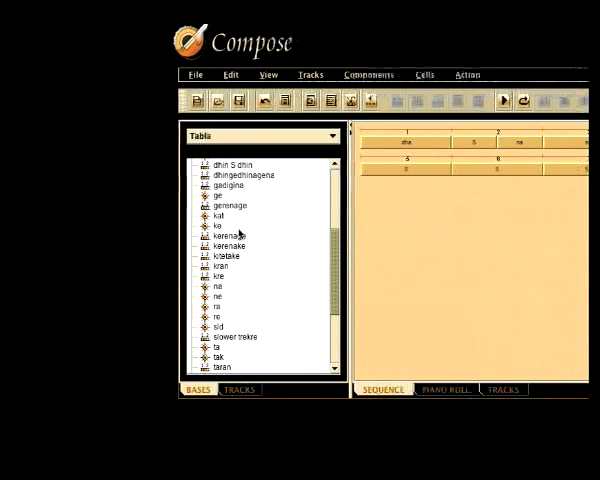 Compose
File Edit View Tracks Components Cells Action
Tabla
dhin S dhin
dhingedhinagena
gadigina
ge
gerenage
kat
ke
kerenage
kerenake
kitetake
kran
kre
na
ne
ra
re
sld
slower trekre
ta
tak
taran
BASES TRACKS
1 2
dha S na
5 6
S S S
SEQUENCE PIANO ROLL TRACKS